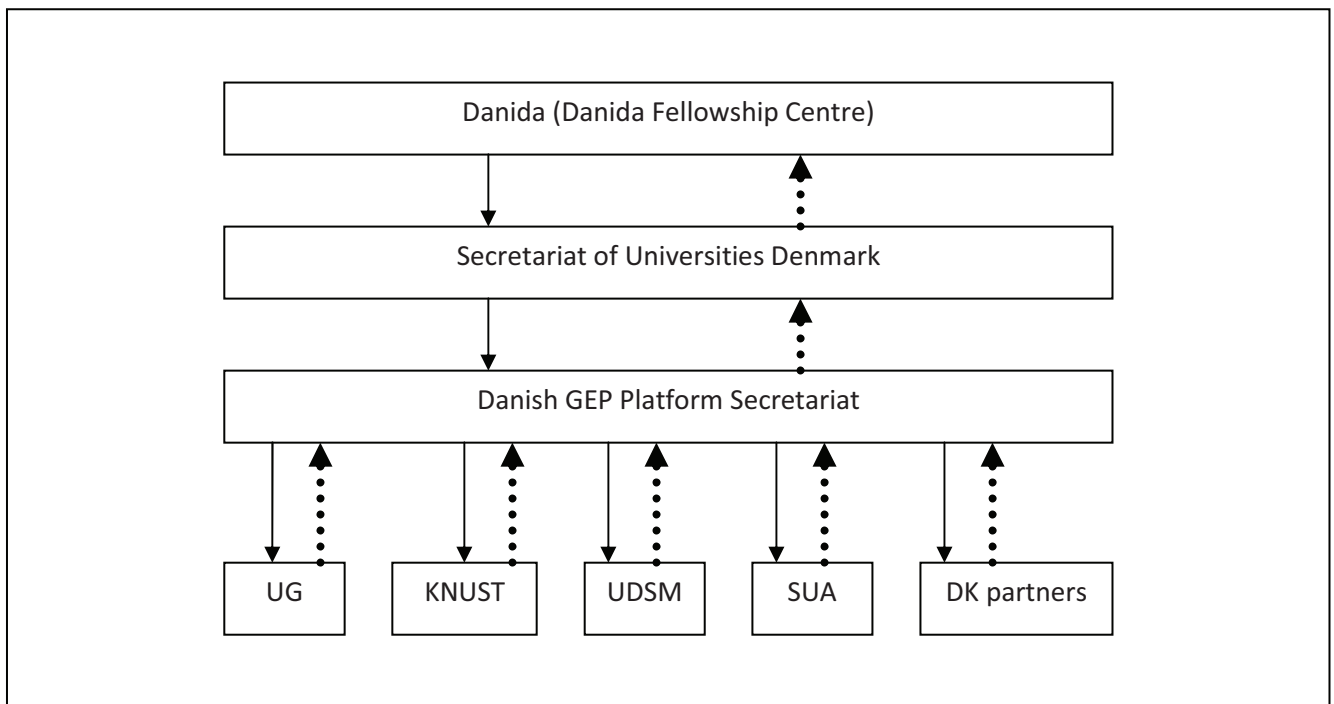 Danida (Danida Fellowship Centre)
Secretariat of Universities Denmark
Danish GEP Platform Secretariat
UG
KNUST
UDSM
SUA
DK partners